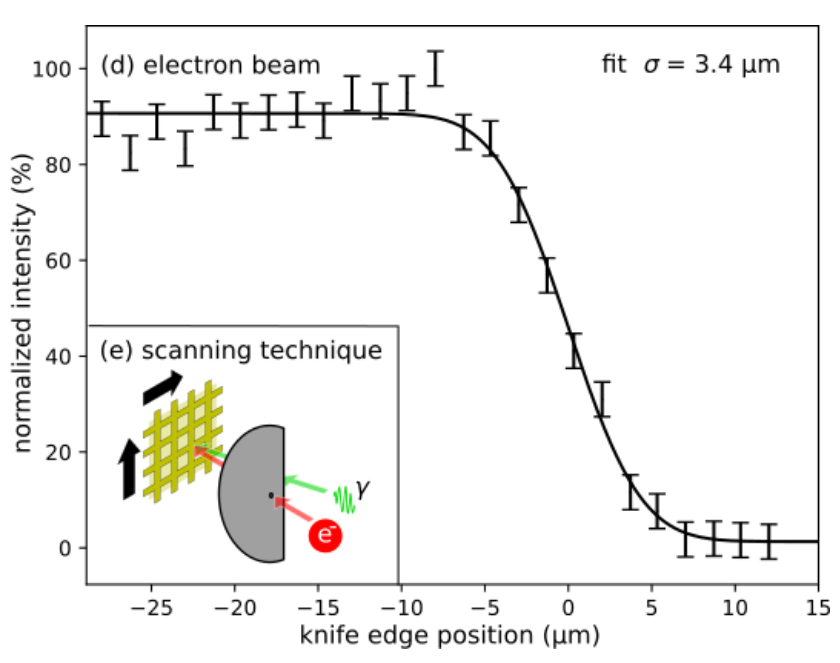 (d) electron beam
fit σ = 3.4 μm
normalized intensity (%)
100
80
60
40
20
0
(e) scanning technique
γ
e⁻
−25 −20 −15 −10 −5 0 5 10 15
knife edge position (μm)